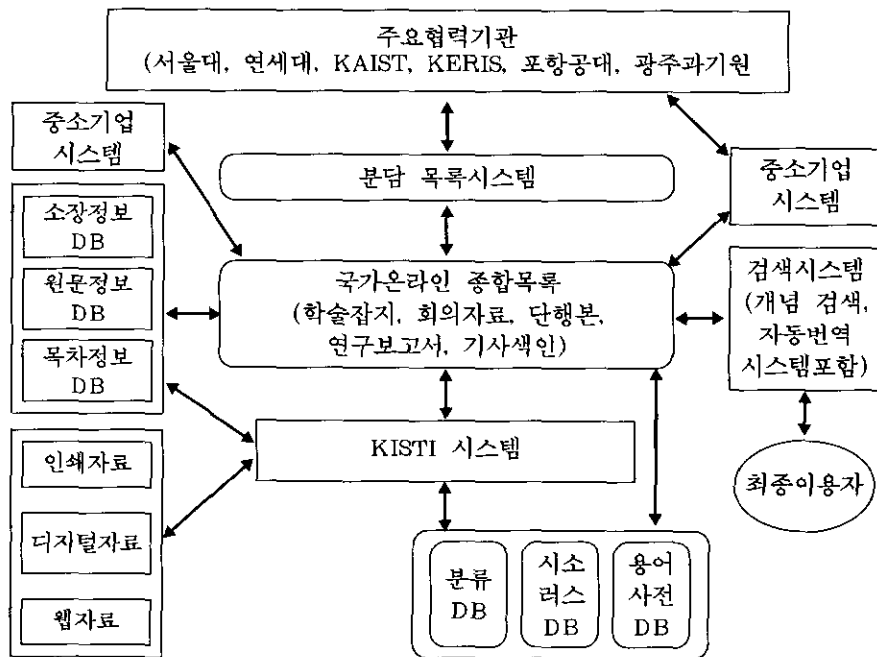 주요협력기관
(서울대, 연세대, KAIST, KERIS, 포항공대, 광주과기원
중소기업
시스템
분담 목록시스템
중소기업
시스템
소장정보
DB
원문정보
DB
목차정보
DB
국가온라인 종합목록
(학술잡지, 회의자료, 단행본,
연구보고서, 기사색인)
검색시스템
(개념 검색,
자동번역
시스템포함)
KISTI 시스템
최종이용자
인쇄자료
디지털자료
웹자료
분류
DB
시소
러스
DB
용어
사전
DB